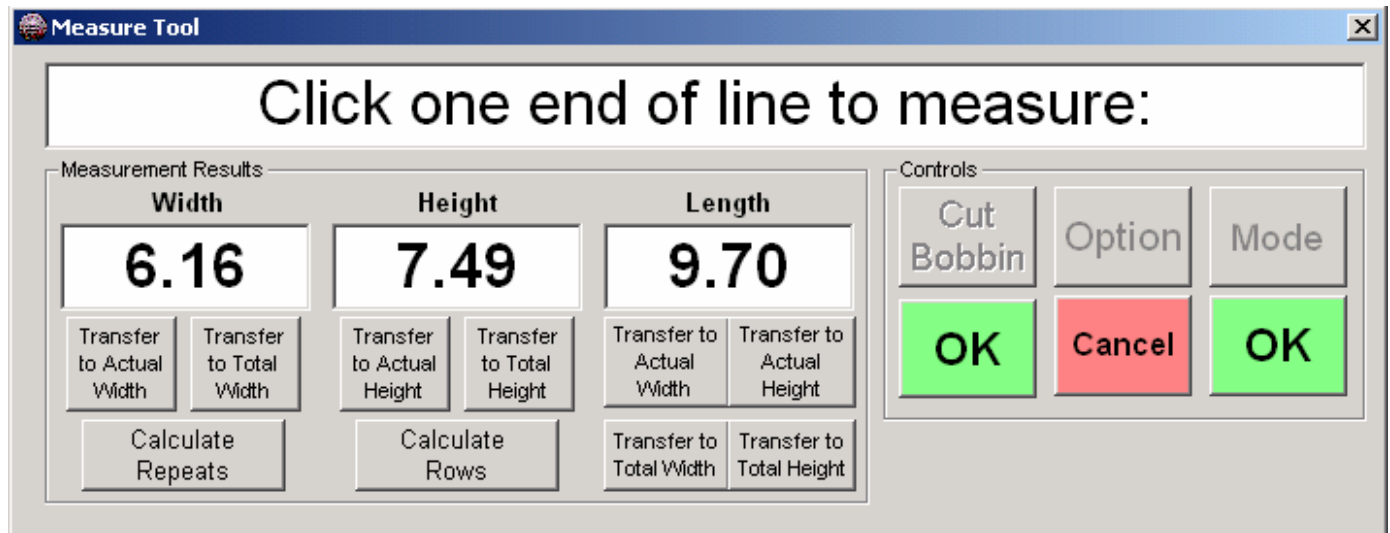 Measure Tool
Click one end of line to measure:
Measurement Results
Width
Height
Length
6.16
7.49
9.70
Transfer
to Actual
Width
Transfer
to Total
Width
Transfer
to Actual
Height
Transfer
to Total
Height
Transfer to
Actual
Width
Transfer to
Actual
Height
Calculate
Repeats
Calculate
Rows
Transfer to
Total Width
Transfer to
Total Height
Controls
Cut
Bobbin
Option
Mode
OK
Cancel
OK